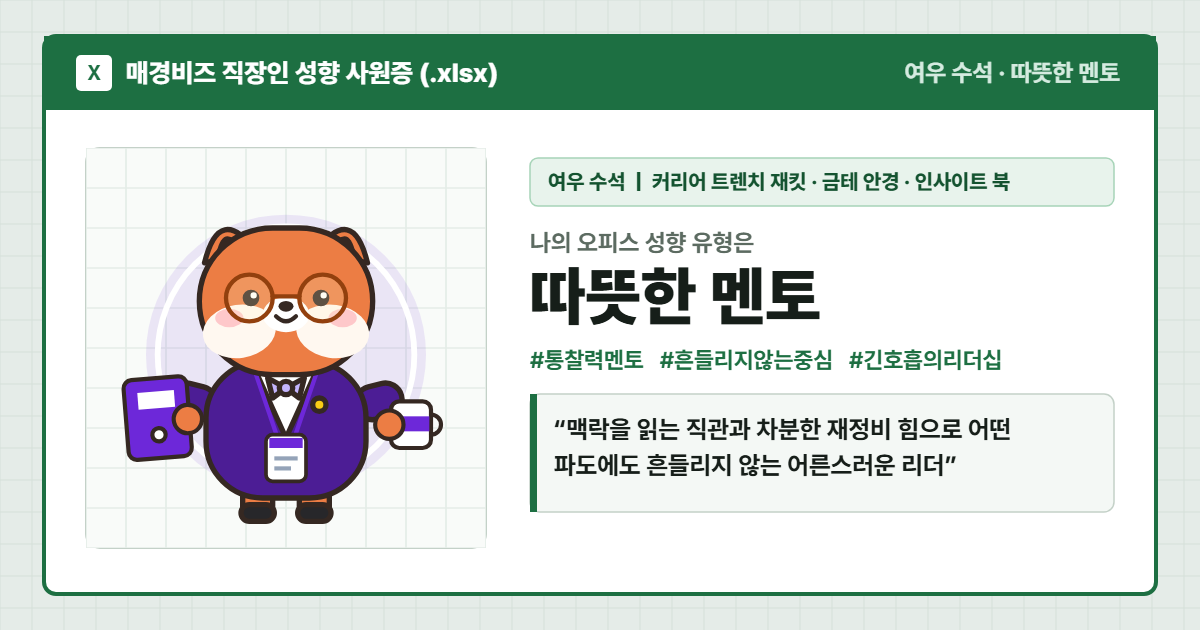 X 매경비즈 직장인 성향 사원증 (.xlsx)
여우 수석 · 따뜻한 멘토
여우 수석 | 커리어 트렌치 재킷 · 금테 안경 · 인사이트 북
나의 오피스 성향 유형은
따뜻한 멘토
#통찰력멘토 #흔들리지않는중심 #긴호흡의리더십
“맥락을 읽는 직관과 차분한 재정비 힘으로 어떤
파도에도 흔들리지 않는 어른스러운 리더”